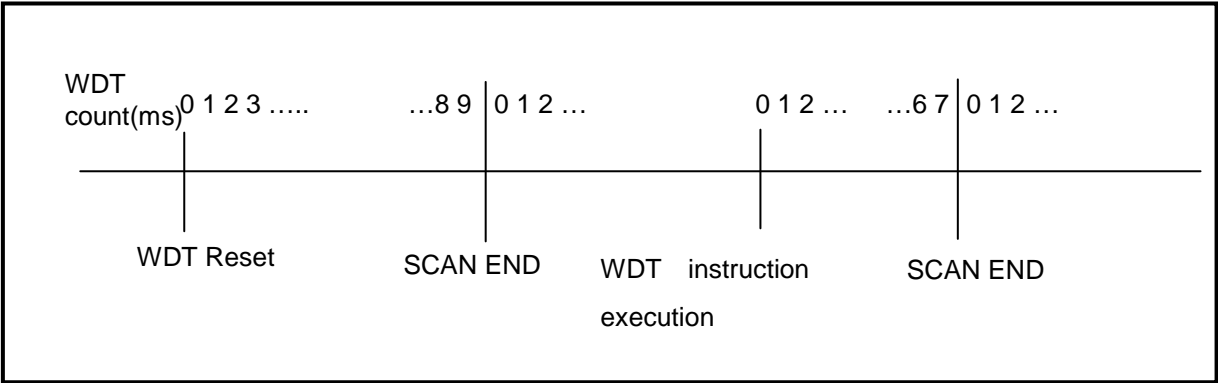 WDT
count(ms) 0 1 2 3 ..... …8 9 0 1 2 … 0 1 2 … …6 7 0 1 2 …
WDT Reset SCAN END WDT instruction SCAN END
execution